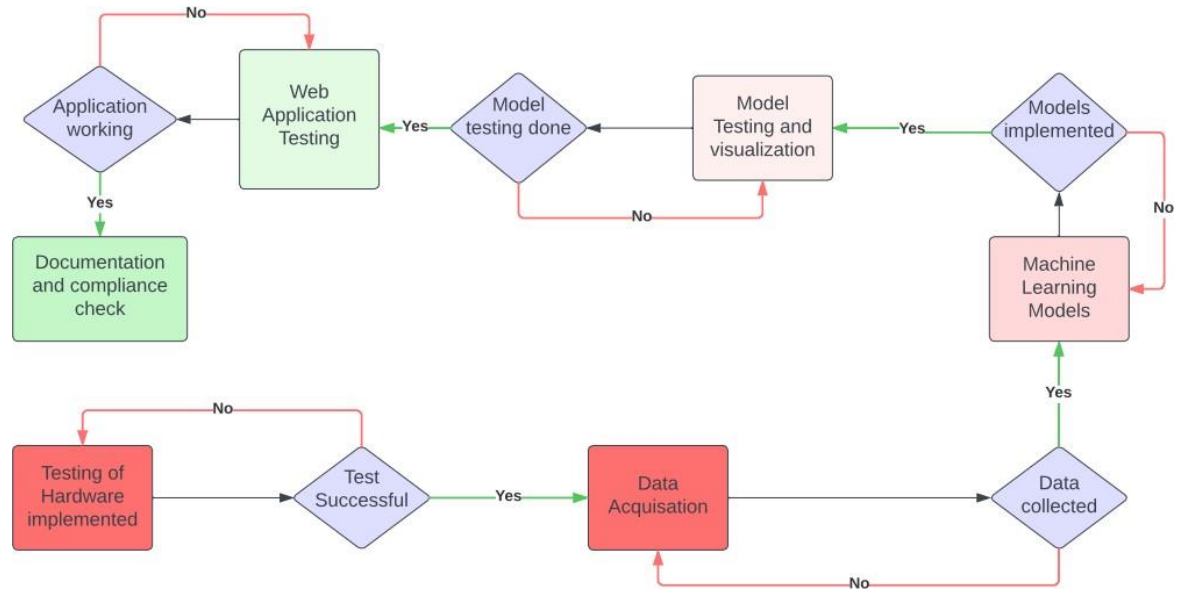 No
Application
working
Web
Application
Testing
Yes
Model
testing done
Model
Testing and
visualization
Yes
Models
implemented
No
No
Yes
Documentation
and compliance
check
Machine
Learning
Models
Yes
No
Testing of
Hardware
implemented
Test
Successful
Yes
Data
Acquisation
Data
collected
No